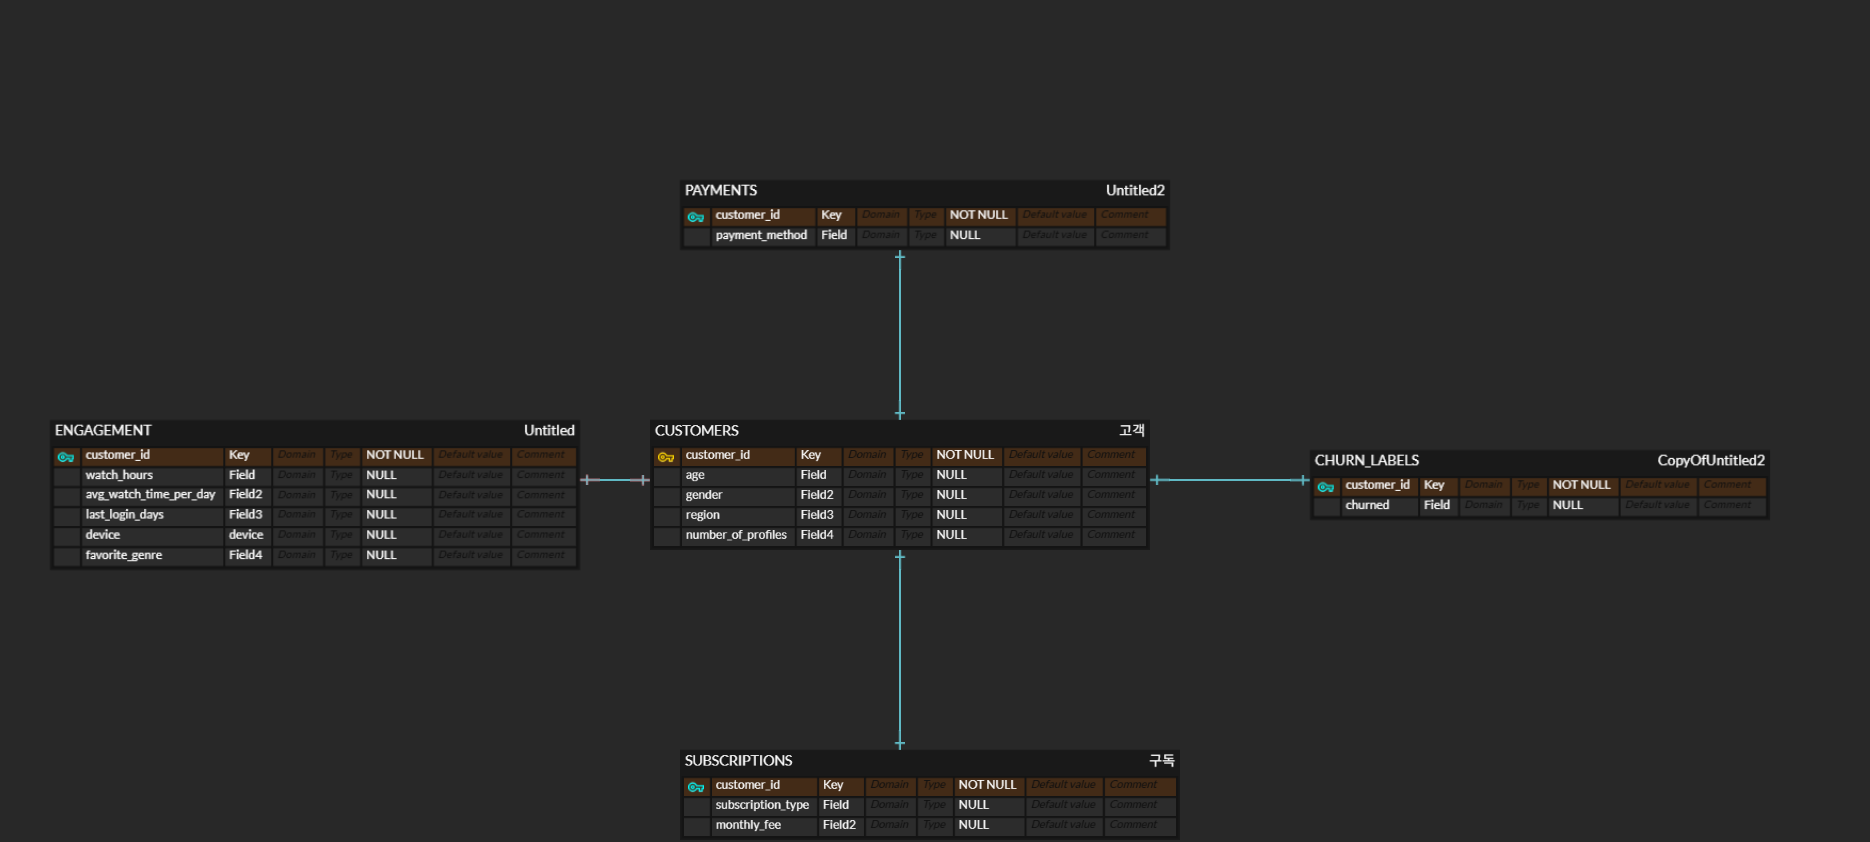 PAYMENTS Untitled2
customer_id Key Domain Type NOT NULL Default value Comment
payment_method Field Domain Type NULL Default value Comment
ENGAGEMENT Untitled
customer_id Key Domain Type NOT NULL Default value Comment
watch_hours Field Domain Type NULL Default value Comment
avg_watch_time_per_day Field2 Domain Type NULL Default value Comment
last_login_days Field3 Domain Type NULL Default value Comment
device device Domain Type NULL Default value Comment
favorite_genre Field4 Domain Type NULL Default value Comment
CUSTOMERS 고객
customer_id Key Domain Type NOT NULL Default value Comment
age Field Domain Type NULL Default value Comment
gender Field2 Domain Type NULL Default value Comment
region Field3 Domain Type NULL Default value Comment
number_of_profiles Field4 Domain Type NULL Default value Comment
CHURN_LABELS CopyOfUntitled2
customer_id Key Domain Type NOT NULL Default value Comment
churned Field Domain Type NULL Default value Comment
SUBSCRIPTIONS 구독
customer_id Key Domain Type NOT NULL Default value Comment
subscription_type Field Domain Type NULL Default value Comment
monthly_fee Field2 Domain Type NULL Default value Comment